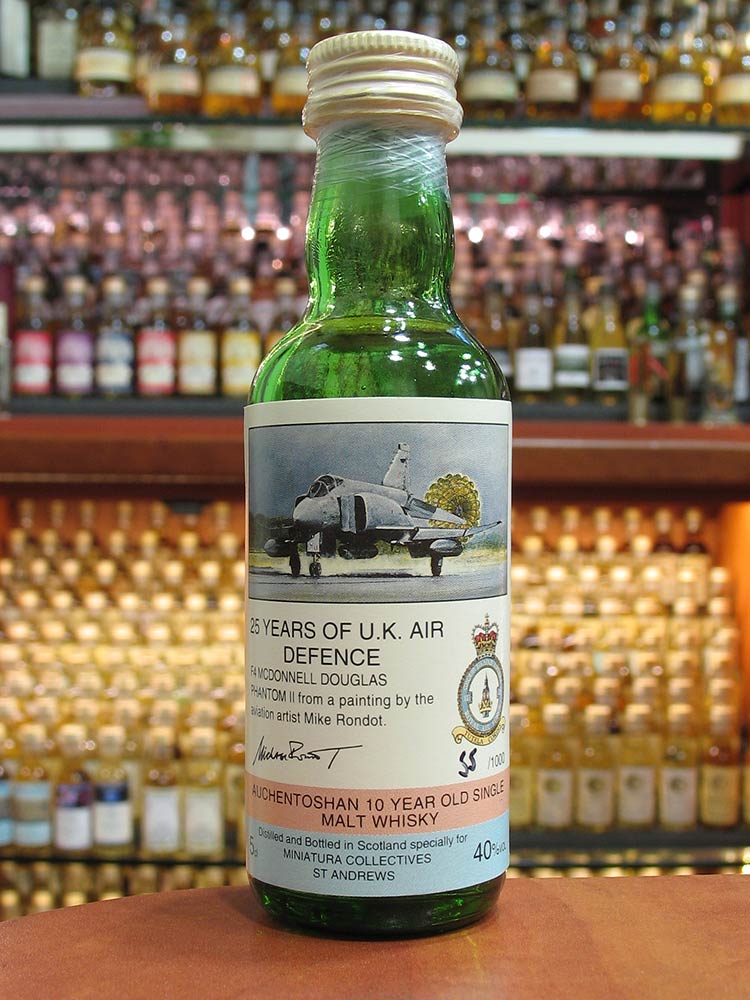 25 YEARS OF U.K. AIR
DEFENCE
F4 MCDONNELL DOUGLAS
PHANTOM II from a painting by the
aviation artist Mike Rondot.
55 /1000
AUCHENTOSHAN 10 YEAR OLD SINGLE
MALT WHISKY
Distilled and Bottled in Scotland specially for
5cl MINIATURA COLLECTIVES 40%VOL
ST ANDREWS